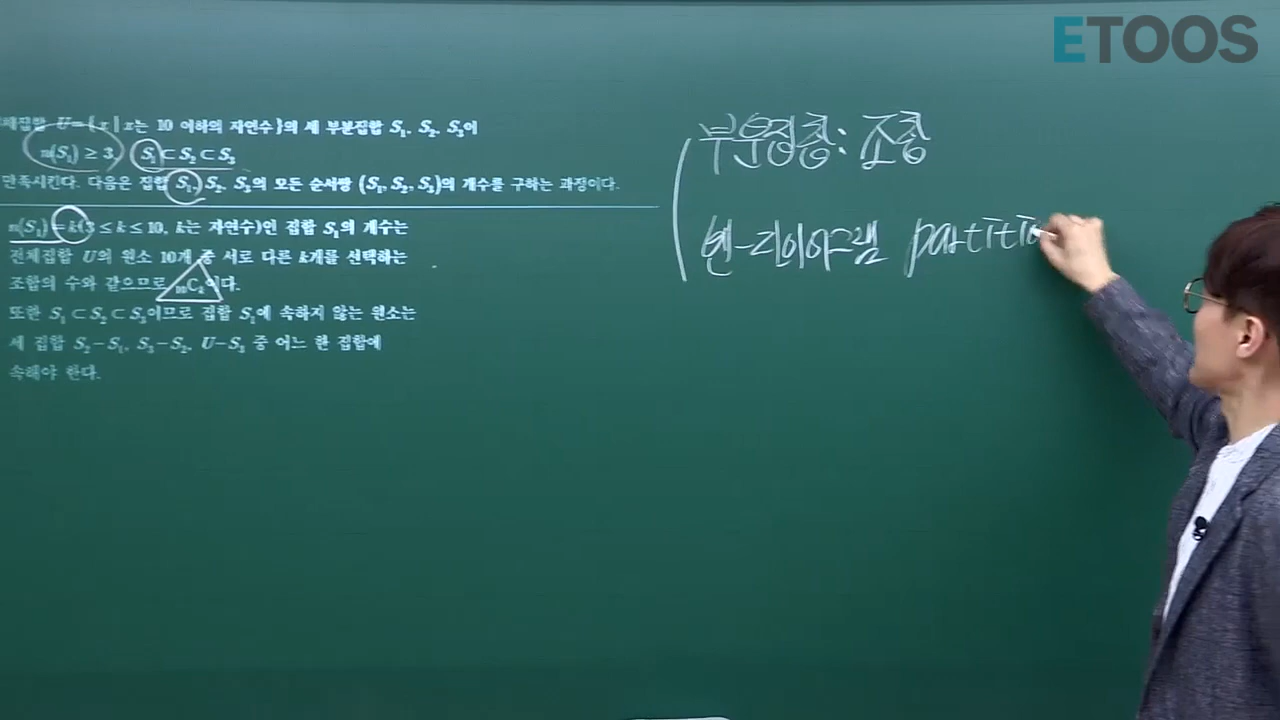 ETOOS
체집합 U={x | x는 10 이하의 자연수}의 세 부분집합 S₁, S₂, S₃이
n(S₁) ≥ 3, S₁⊂S₂⊂S₃
만족시킨다. 다음은 집합 S₁, S₂, S₃의 모든 순서쌍 (S₁, S₂, S₃)의 개수를 구하는 과정이다.
n(S₁)=k(3≤k≤10, k는 자연수)인 집합 S₁의 개수는
전체집합 U의 원소 10개 중 서로 다른 k개를 선택하는
조합의 수와 같으므로 ₁₀Cₖ이다.
또한 S₁⊂S₂⊂S₃이므로 집합 S₁에 속하지 않는 원소는
세 집합 S₂-S₁, S₃-S₂, U-S₃ 중 어느 한 집합에
속해야 한다.
부분집합: 조합
벤-다이어그램 partitio